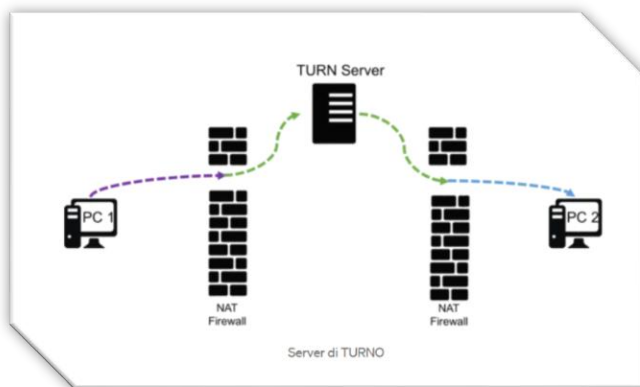 TURN Server
PC 1
PC 2
NAT
Firewall
NAT
Firewall
Server di TURNO